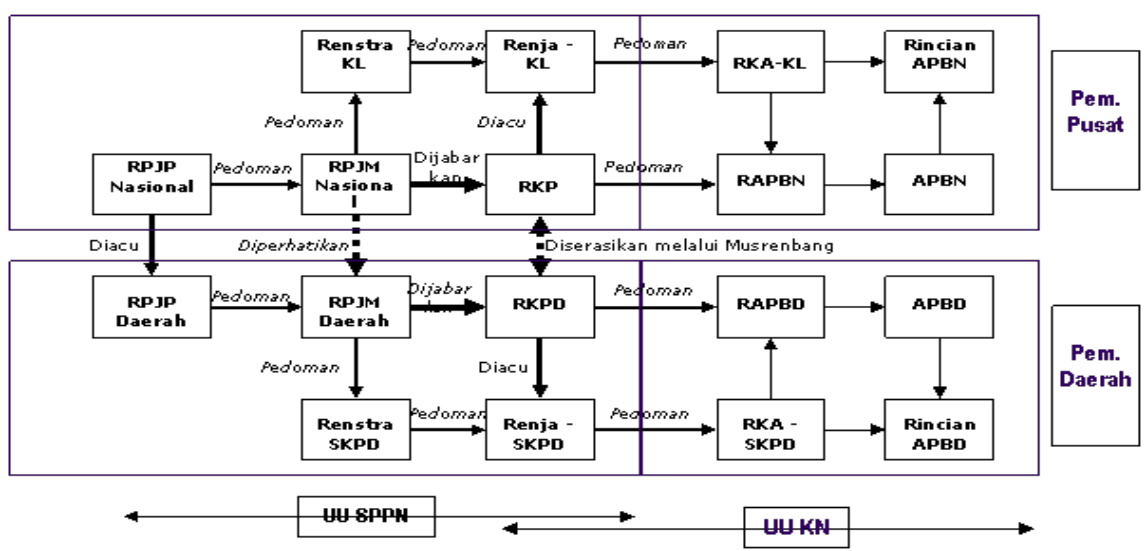 Renstra
KL
Pedoman
Renja -
KL
Pedoman
RKA-KL
Rincian
APBN
Pem.
Pusat
Pedoman
Diacu
RPJP
Nasional
Pedoman
RPJM
Nasiona
Dijabar
kan
RKP
Pedoman
RAPBN
APBN
Diacu
Diperhatikan
Diserasikan melalui Musrenbang
RPJP
Daerah
Pedoman
RPJM
Daerah
Dijabar
kan
RKPD
Pedoman
RAPBD
APBD
Pem.
Daerah
Pedoman
Diacu
Renstra
SKPD
Pedoman
Renja -
SKPD
Pedoman
RKA -
SKPD
Rincian
APBD
UU SPPN
UU KN